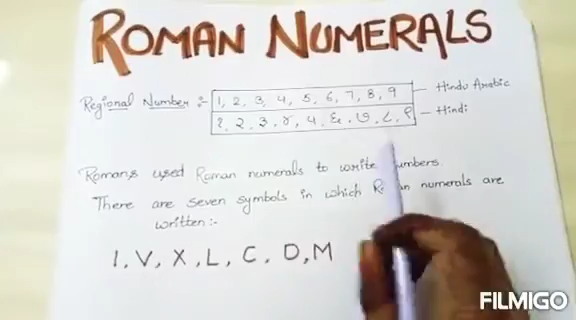 ROMAN NUMERALS
Regional Number :- 1, 2, 3, 4, 5, 6, 7, 8, 9 — Hindu Arabic
१, २, ३, ४, ५, ६, ७, ८, ९ — Hindi
Romans used Roman numerals to write numbers.
There are seven symbols in which Roman numerals are
written:-
I, V, X, L, C, D, M
FILMIGO